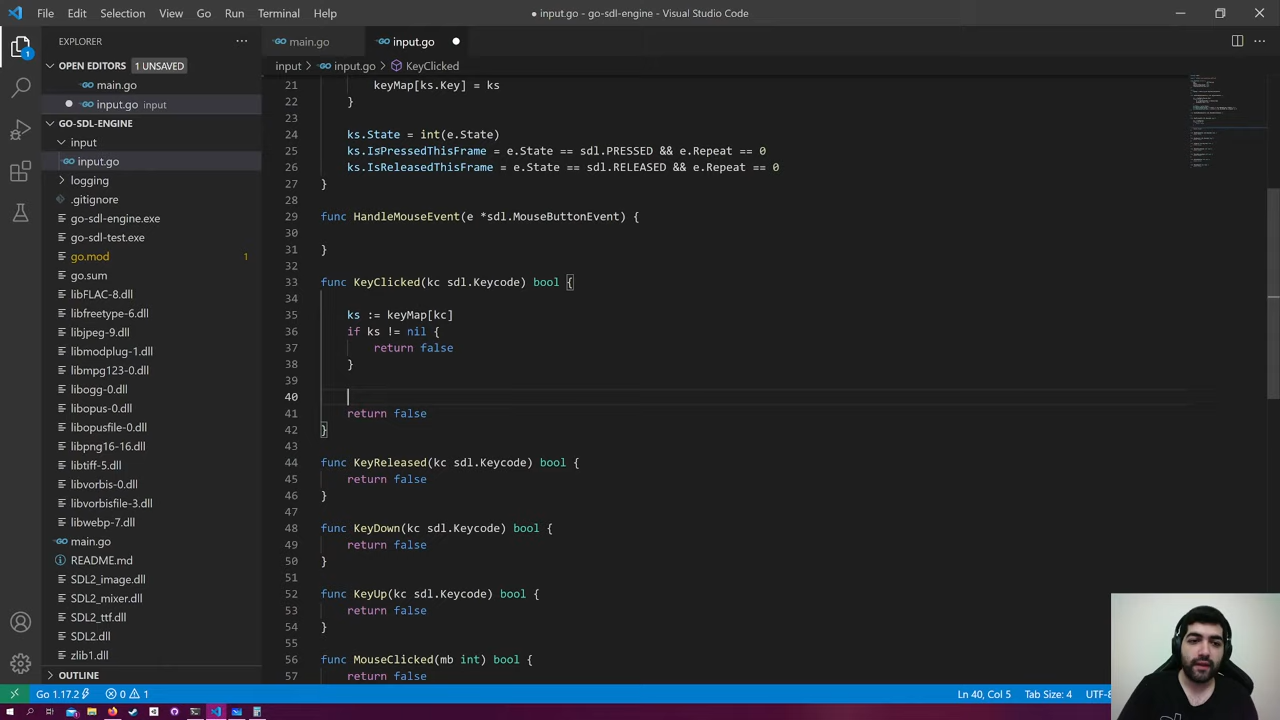 File Edit Selection View Go Run Terminal Help
● input.go - go-sdl-engine - Visual Studio Code
EXPLORER
main.go
input.go
OPEN EDITORS 1 UNSAVED
input > input.go > KeyClicked
main.go
input.go input
GO-SDL-ENGINE
input
input.go
logging
.gitignore
go-sdl-engine.exe
go-sdl-test.exe
go.mod 1
go.sum
libFLAC-8.dll
libfreetype-6.dll
libjpeg-9.dll
libmodplug-1.dll
libmpg123-0.dll
libogg-0.dll
libopus-0.dll
libopusfile-0.dll
libpng16-16.dll
libtiff-5.dll
libvorbis-0.dll
libvorbisfile-3.dll
libwebp-7.dll
main.go
README.md
SDL2_image.dll
SDL2_mixer.dll
SDL2_ttf.dll
SDL2.dll
zlib1.dll
OUTLINE
21 keyMap[ks.Key] = ks
22 }
23
24 ks.State = int(e.State)
25 ks.IsPressedThisFrame = e.State == sdl.PRESSED && e.Repeat == 0
26 ks.IsReleasedThisFrame = e.State == sdl.RELEASED && e.Repeat == 0
27 }
28
29 func HandleMouseEvent(e *sdl.MouseButtonEvent) {
30
31 }
32
33 func KeyClicked(kc sdl.Keycode) bool {
34
35 ks := keyMap[kc]
36 if ks != nil {
37 return false
38 }
39
40
41 return false
42 }
43
44 func KeyReleased(kc sdl.Keycode) bool {
45 return false
46 }
47
48 func KeyDown(kc sdl.Keycode) bool {
49 return false
50 }
51
52 func KeyUp(kc sdl.Keycode) bool {
53 return false
54 }
55
56 func MouseClicked(mb int) bool {
57 return false
Go 1.17.2 0 1
Ln 40, Col 5 Tab Size: 4 UTF-8